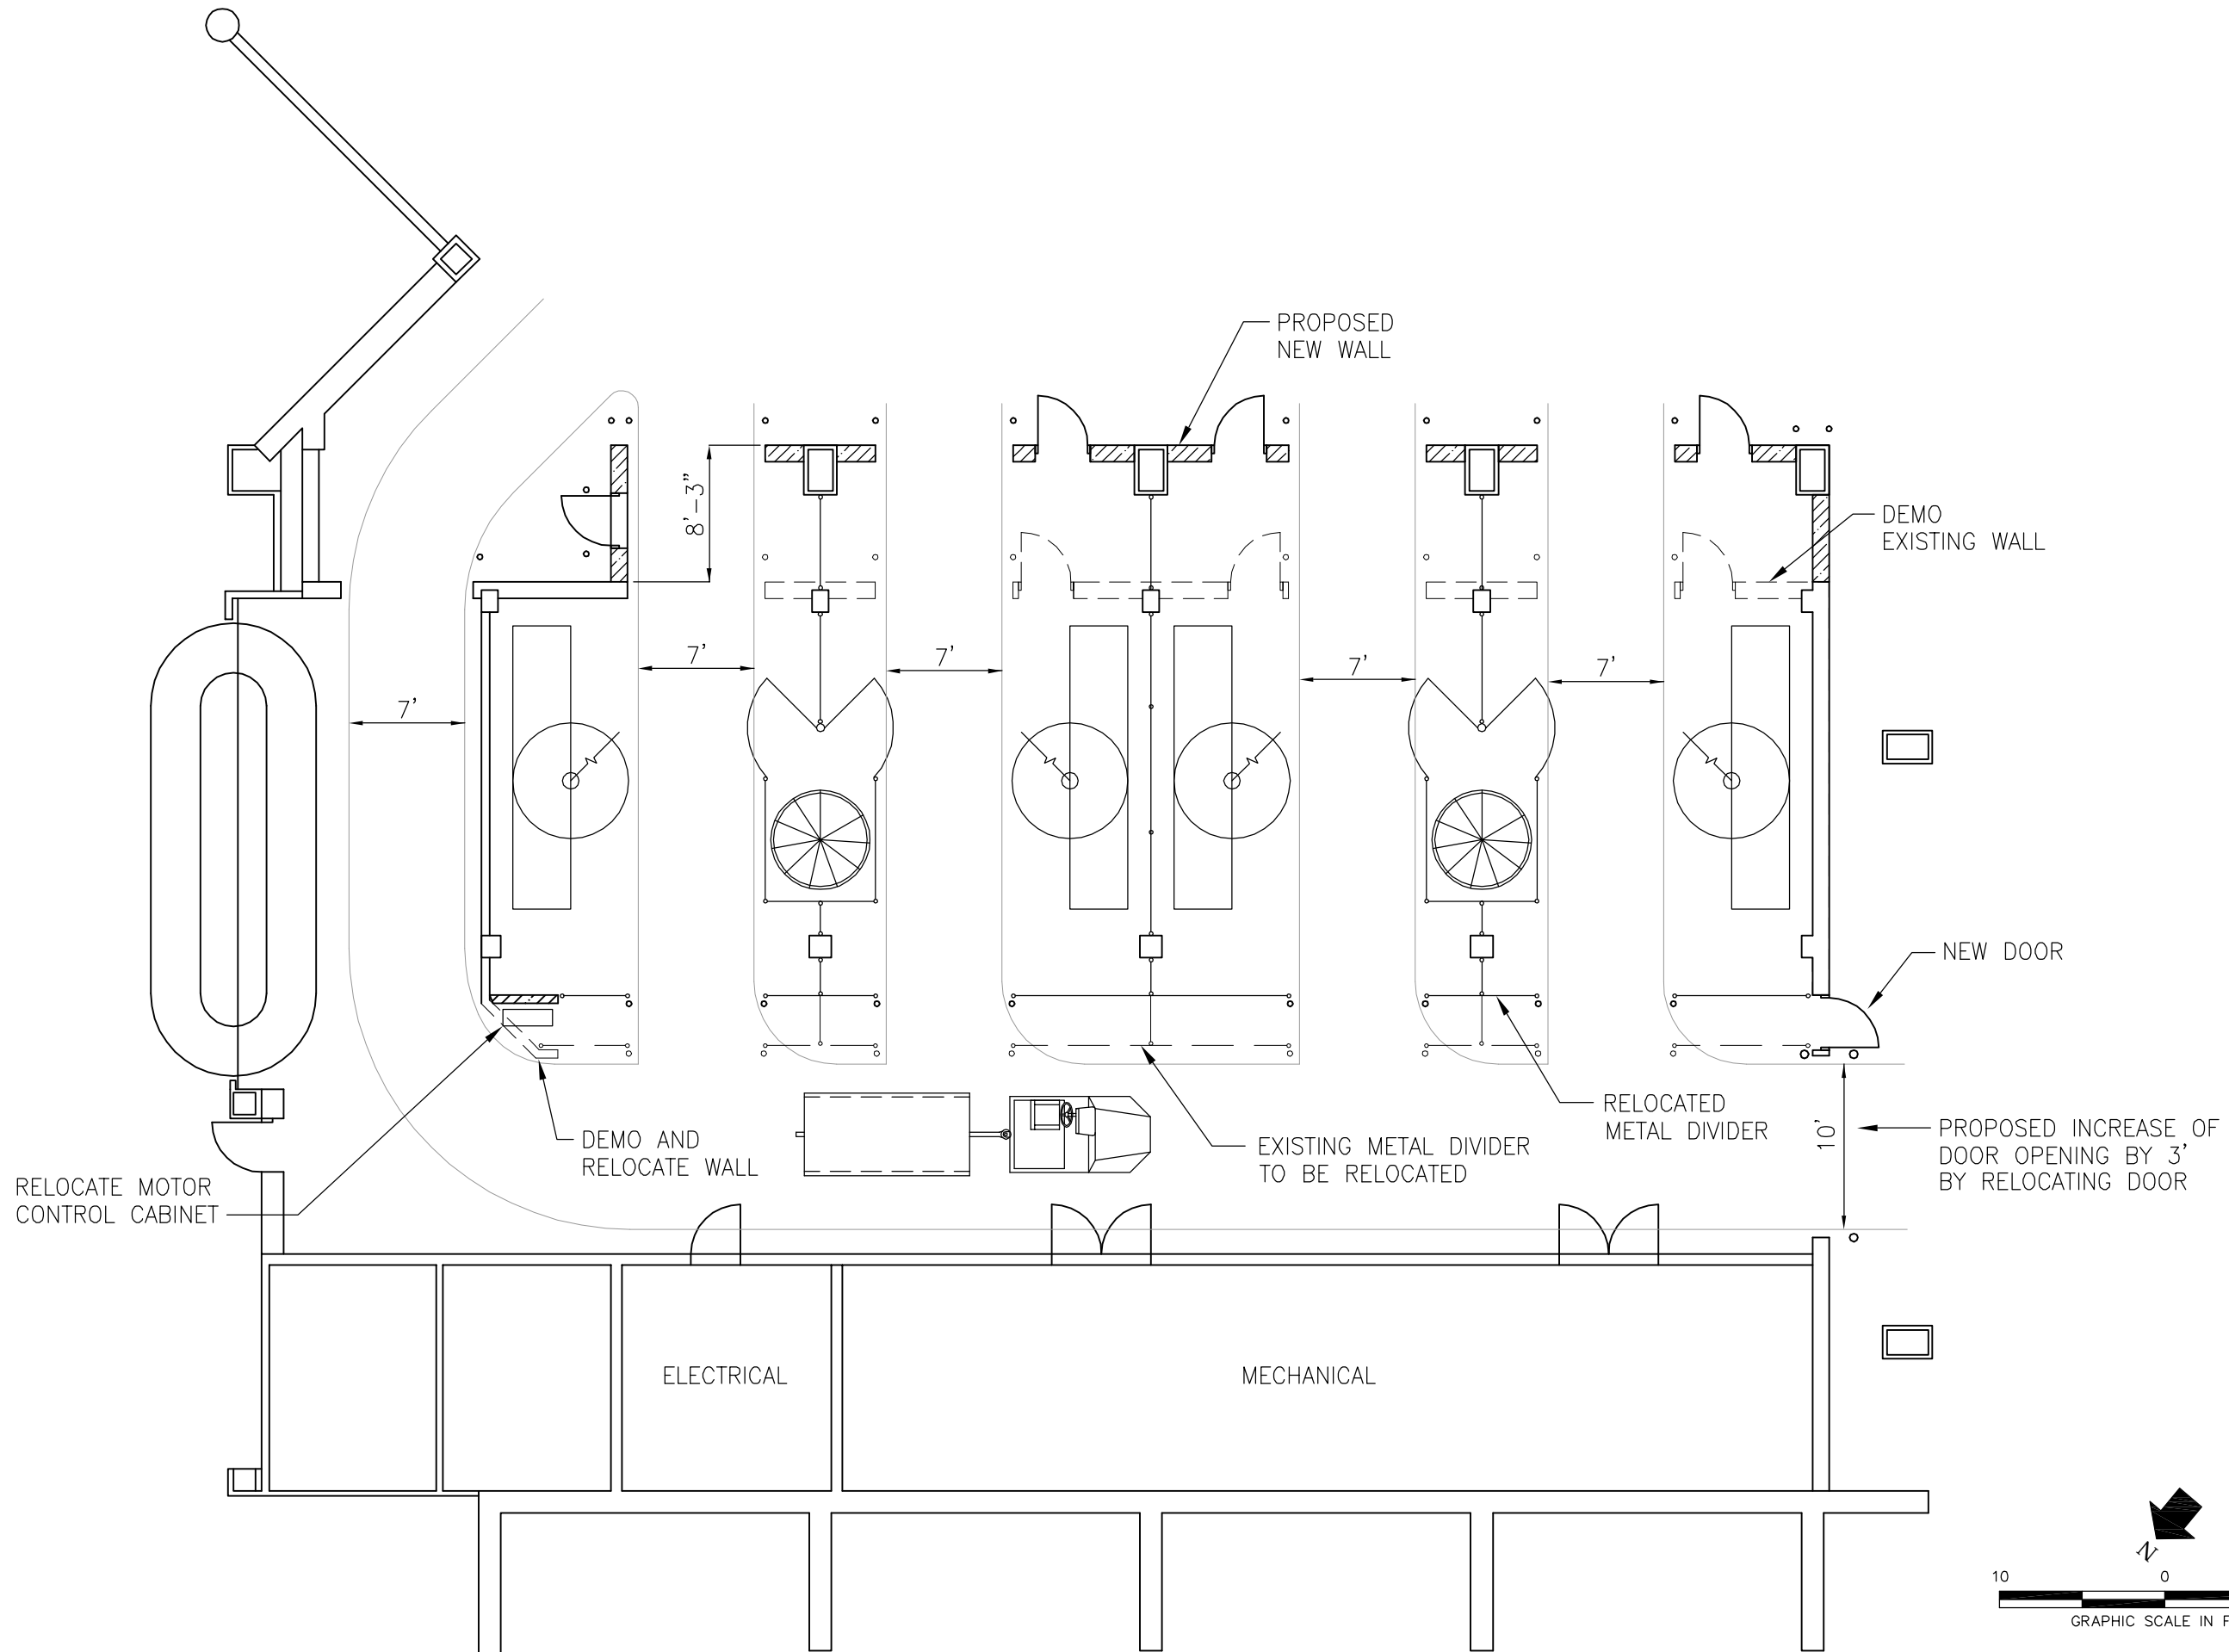 PROPOSED
NEW WALL
8'-3"
DEMO
EXISTING WALL
7'
7'
7'
7'
7'
NEW DOOR
RELOCATED
METAL DIVIDER
EXISTING METAL DIVIDER
TO BE RELOCATED
DEMO AND
RELOCATE WALL
RELOCATE MOTOR
CONTROL CABINET
10'
PROPOSED INCREASE OF
DOOR OPENING BY 3'
BY RELOCATING DOOR
ELECTRICAL
MECHANICAL
N
10 0
GRAPHIC SCALE IN F